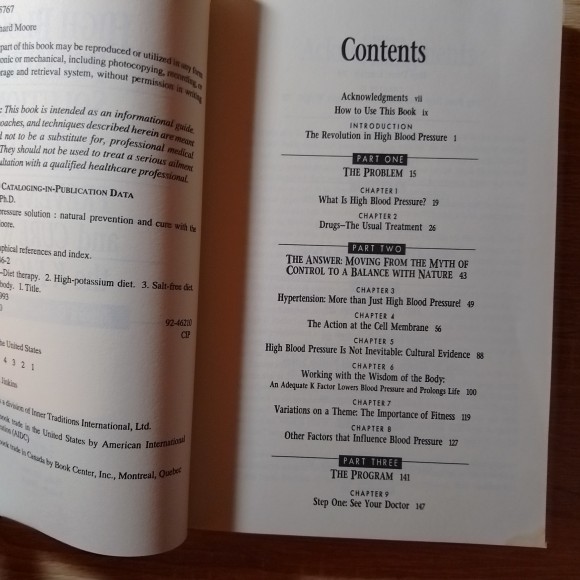 5767
hard Moore
part of this book may be reproduced or utilized in any form
onic or mechanical, including photocopying, recording, or
rage and retrieval system, without permission in writing
: This book is intended as an informational guide.
oaches, and techniques described herein are meant
l not to be a substitute for, professional medical
They should not be used to treat a serious ailment
ultation with a qualified healthcare professional.
CATALOGING-IN-PUBLICATION DATA
Ph.D.
pressure solution : natural prevention and cure with the
oore.
phical references and index.
6-2
—Diet therapy. 2. High-potassium diet. 3. Salt-free diet.
body. I. Title.
993
92-46210
CIP
he United States
4 3 2 1
a division of Inner Traditions International, Ltd.
book trade in the United States by American International
ution (AIDC)
book trade in Canada by Book Center, Inc., Montreal, Quebec
Contents
Acknowledgments vii
How to Use This Book ix
INTRODUCTION
The Revolution in High Blood Pressure 1
PART ONE
THE PROBLEM 15
CHAPTER 1
What Is High Blood Pressure? 19
CHAPTER 2
Drugs—The Usual Treatment 26
PART TWO
THE ANSWER: MOVING FROM THE MYTH OF
CONTROL TO A BALANCE WITH NATURE 43
CHAPTER 3
Hypertension: More than Just High Blood Pressure! 49
CHAPTER 4
The Action at the Cell Membrane 56
CHAPTER 5
High Blood Pressure Is Not Inevitable: Cultural Evidence 88
CHAPTER 6
Working with the Wisdom of the Body:
An Adequate K Factor Lowers Blood Pressure and Prolongs Life 100
CHAPTER 7
Variations on a Theme: The Importance of Fitness 119
CHAPTER 8
Other Factors that Influence Blood Pressure 127
PART THREE
THE PROGRAM 141
CHAPTER 9
Step One: See Your Doctor 147